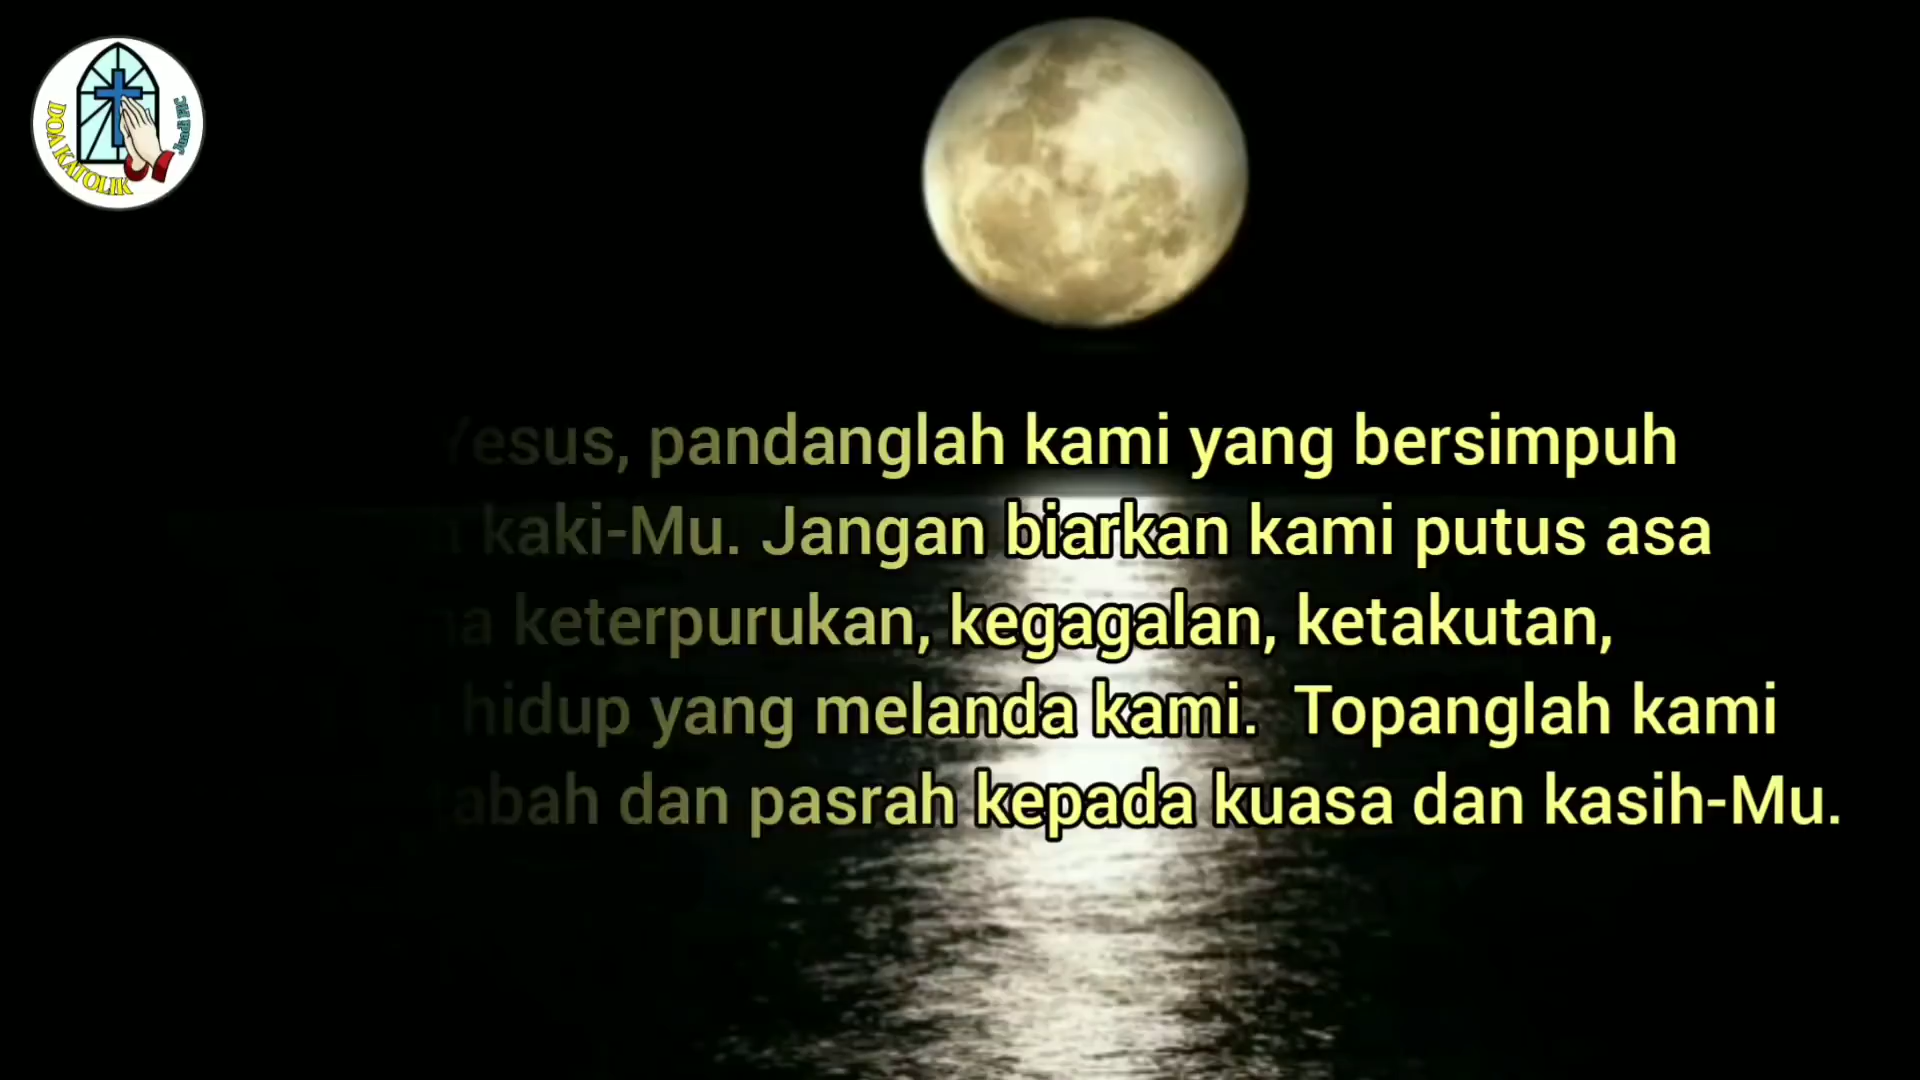 DOA KATOLIK
Yesus, pandanglah kami yang bersimpuh
kaki-Mu. Jangan biarkan kami putus asa
keterpurukan, kegagalan, ketakutan,
hidup yang melanda kami. Topanglah kami
tabah dan pasrah kepada kuasa dan kasih-Mu.